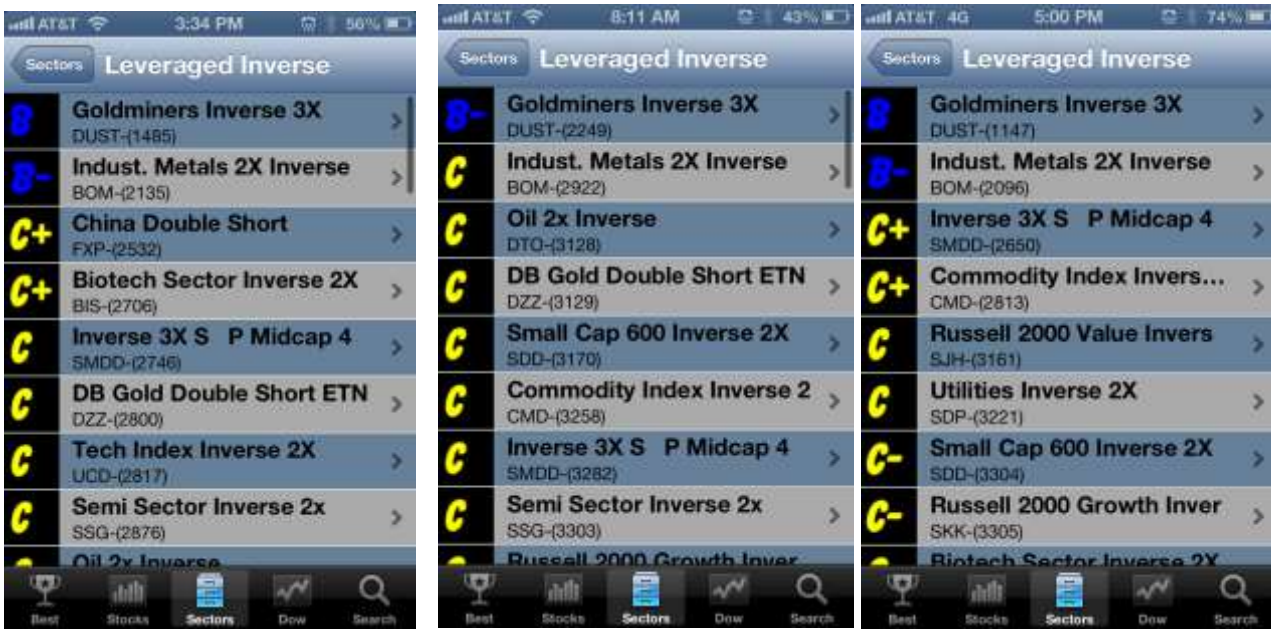 AT&T 3:34 PM 56%
Sectors Leveraged Inverse
B Goldminers Inverse 3X
DUST-(1485)
B- Indust. Metals 2X Inverse
BOM-(2135)
C+ China Double Short
FXP-(2532)
C+ Biotech Sector Inverse 2X
BIS-(2706)
C Inverse 3X S P Midcap 4
SMDD-(2746)
C DB Gold Double Short ETN
DZZ-(2800)
C Tech Index Inverse 2X
UCD-(2817)
C Semi Sector Inverse 2x
SSG-(2876)
Oil 2x Inverse
Best Stocks Sectors Dow Search
AT&T 8:11 AM 43%
Sectors Leveraged Inverse
B- Goldminers Inverse 3X
DUST-(2249)
C Indust. Metals 2X Inverse
BOM-(2922)
C Oil 2x Inverse
DTO-(3128)
C DB Gold Double Short ETN
DZZ-(3129)
C Small Cap 600 Inverse 2X
SDD-(3170)
C Commodity Index Inverse 2
CMD-(3258)
C Inverse 3X S P Midcap 4
SMDD-(3282)
C Semi Sector Inverse 2x
SSG-(3303)
Russell 2000 Growth Inver
Best Stocks Sectors Dow Search
AT&T 4G 5:00 PM 74%
Sectors Leveraged Inverse
B Goldminers Inverse 3X
DUST-(1147)
B- Indust. Metals 2X Inverse
BOM-(2096)
C+ Inverse 3X S P Midcap 4
SMDD-(2650)
C+ Commodity Index Invers...
CMD-(2813)
C Russell 2000 Value Invers
SJH-(3161)
C Utilities Inverse 2X
SDP-(3221)
C- Small Cap 600 Inverse 2X
SDD-(3304)
C- Russell 2000 Growth Inver
SKK-(3305)
Biotech Sector Inverse 2X
Best Stocks Sectors Dow Search